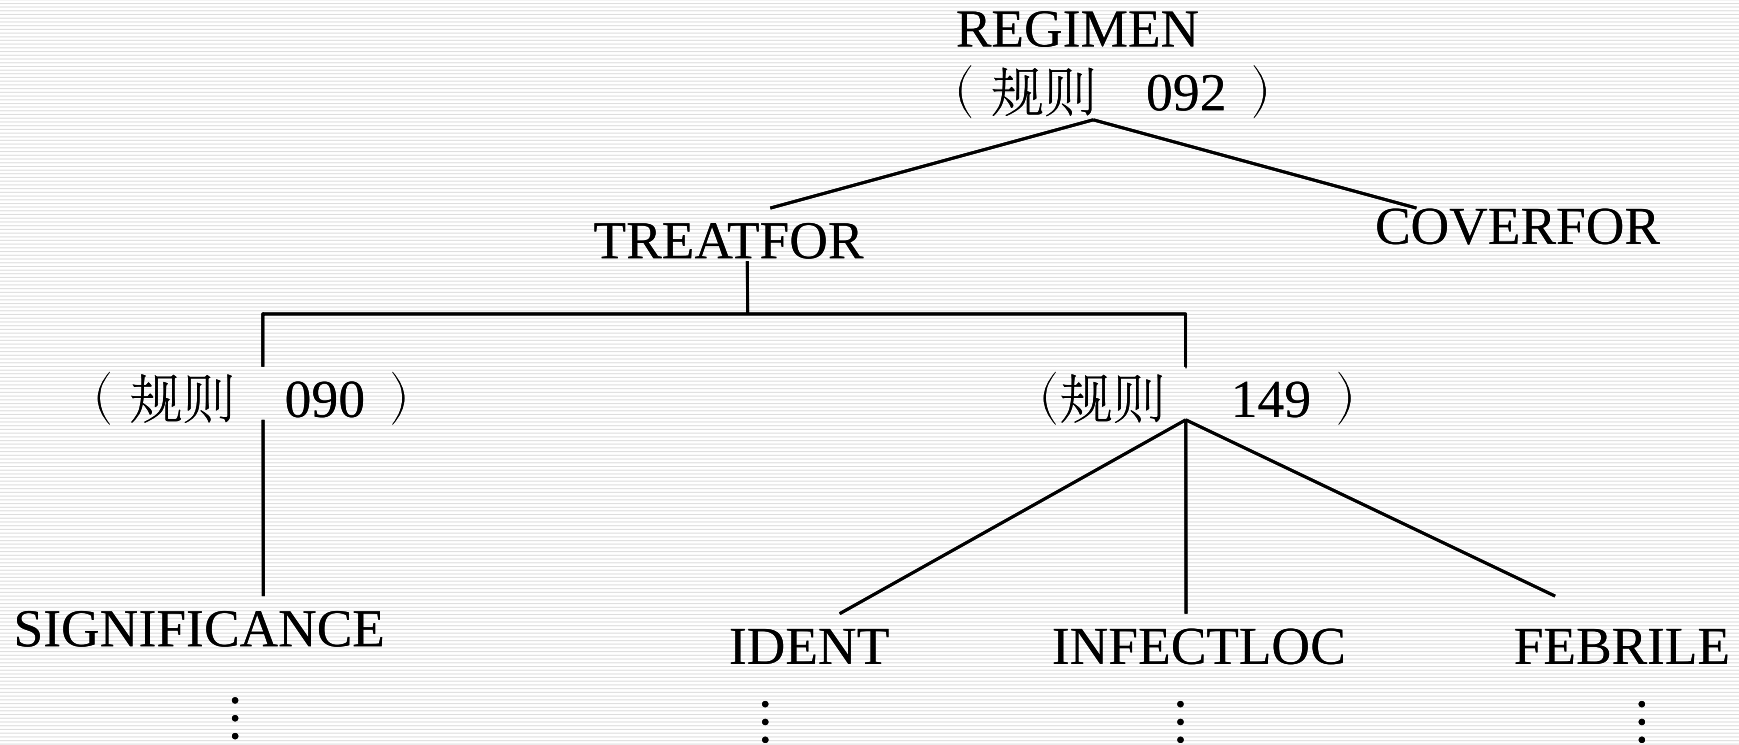 REGIMEN
（规则 092）
TREATFOR
COVERFOR
（规则 090）
（规则 149）
SIGNIFICANCE
IDENT
INFECTLOC
FEBRILE